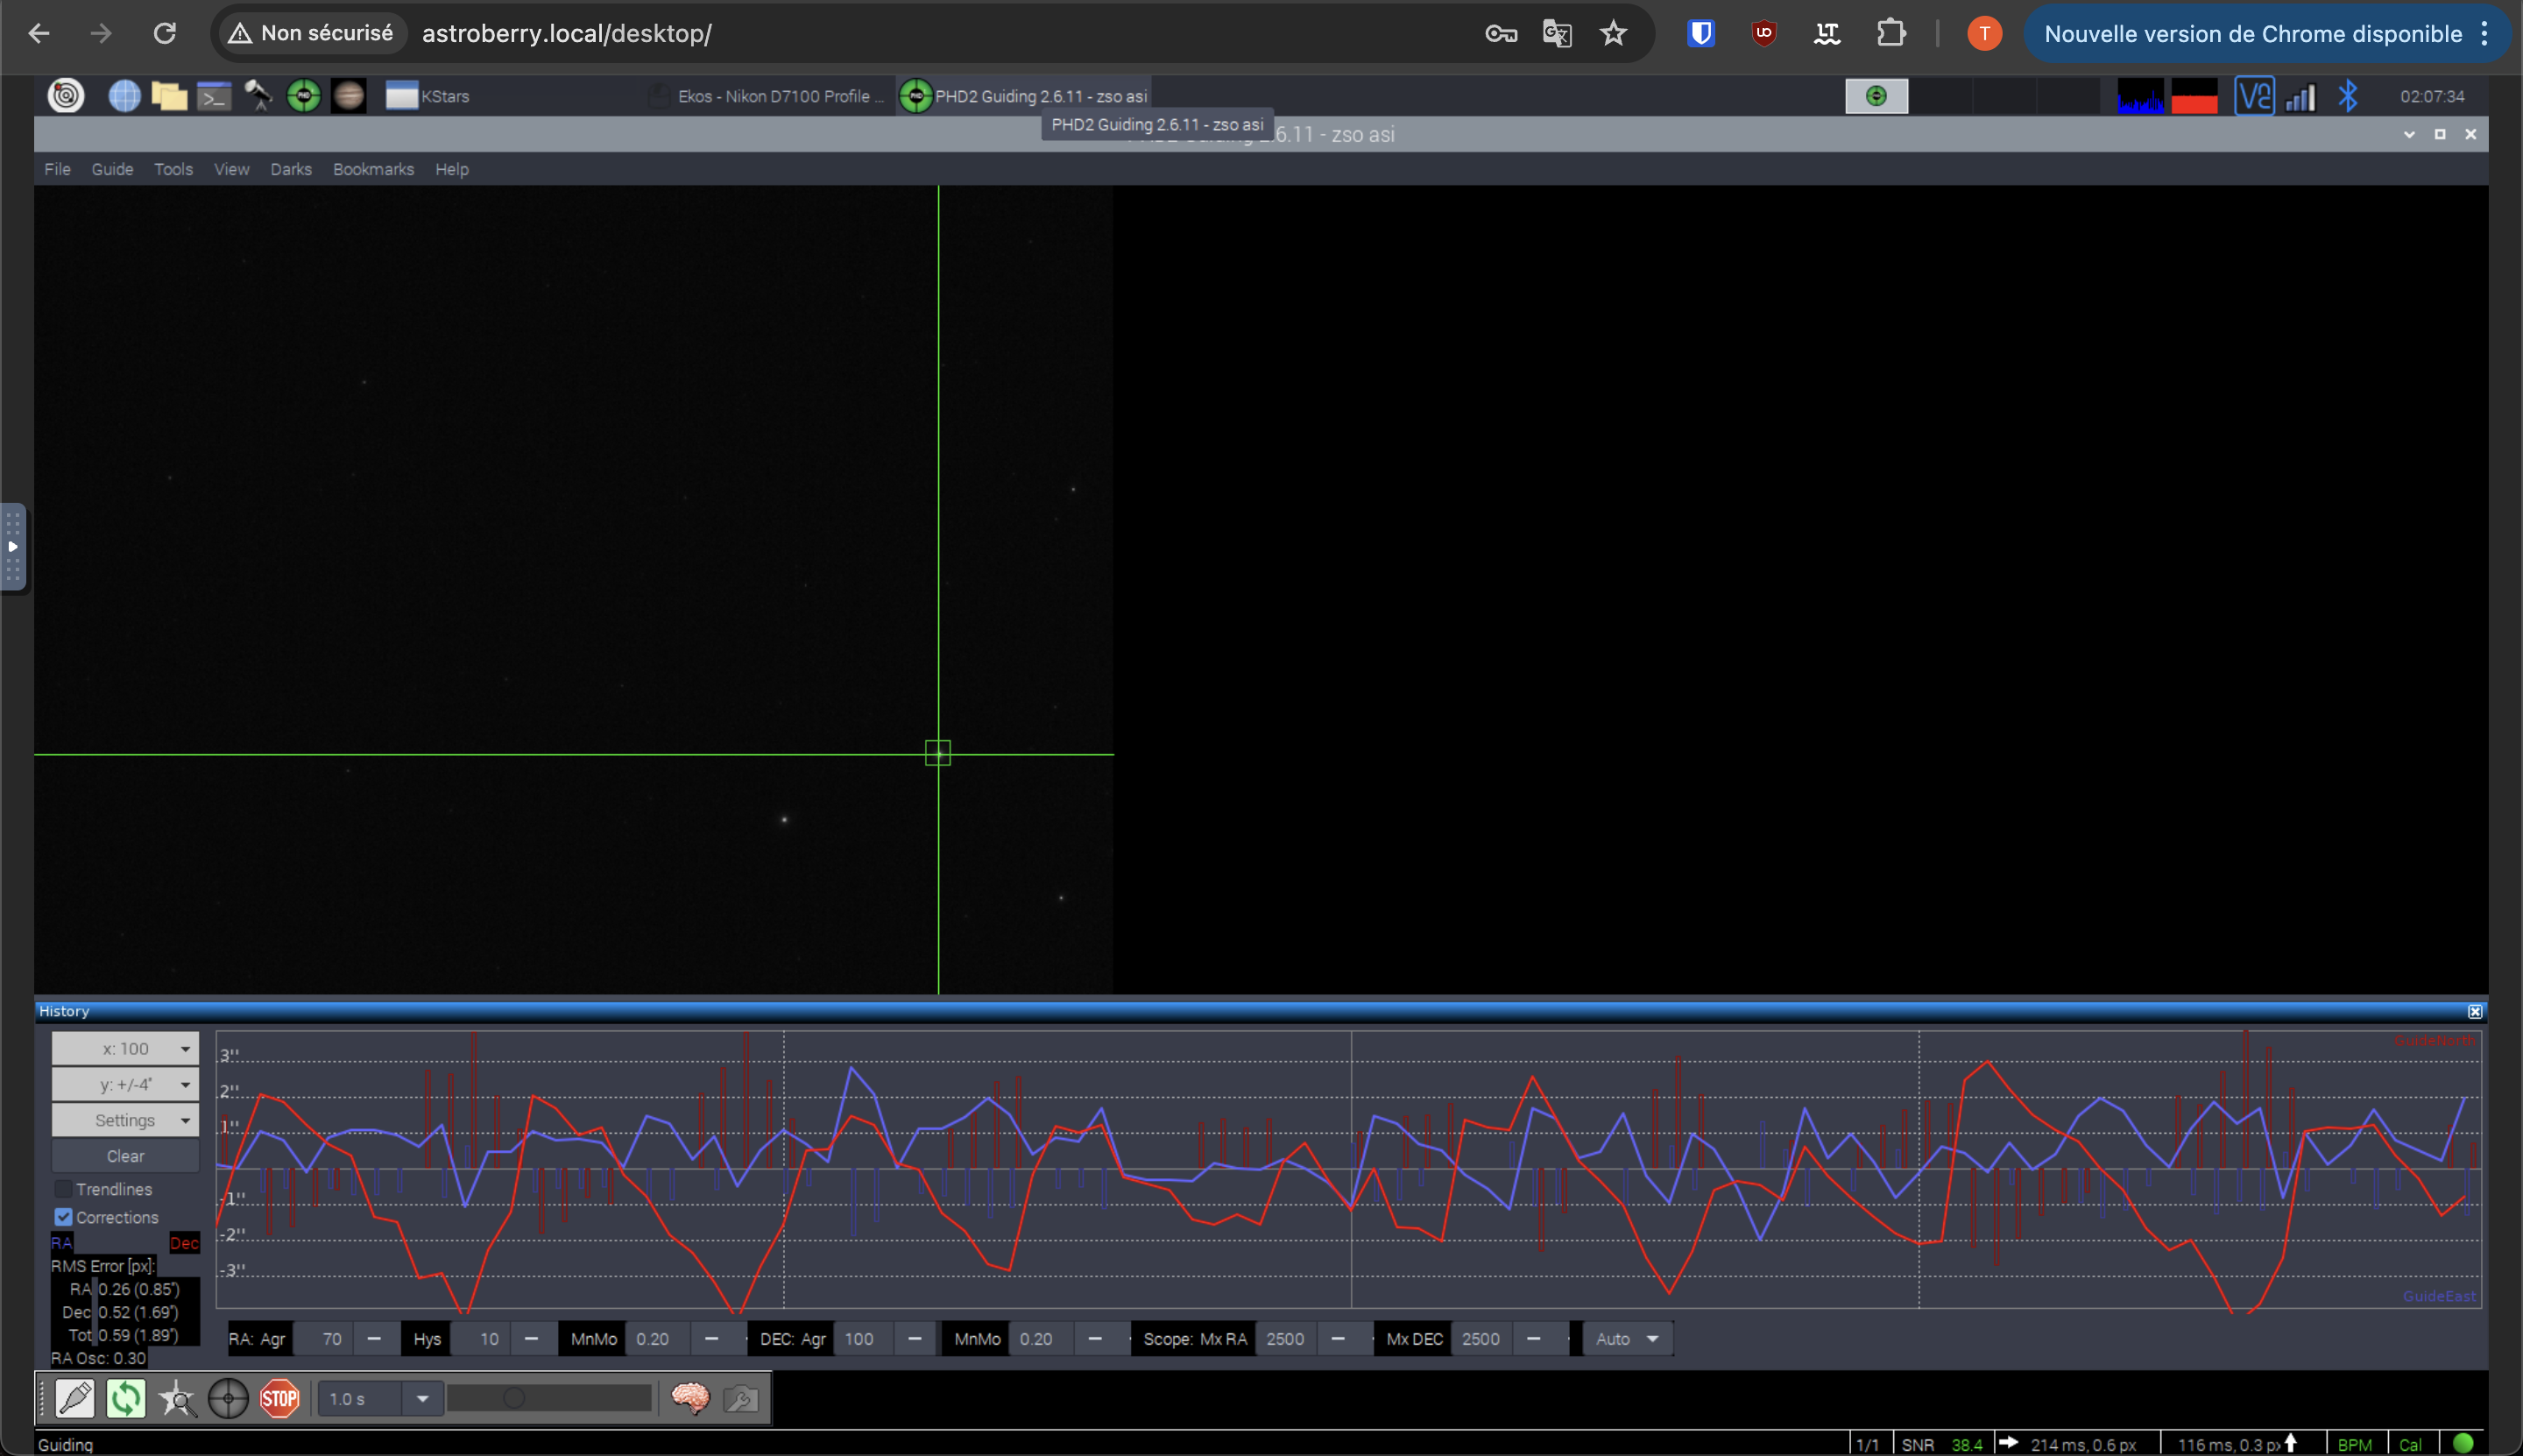 Non sécurisé astroberry.local/desktop/ T Nouvelle version de Chrome disponible
KStars Ekos - Nikon D7100 Profile ... PHD2 Guiding 2.6.11 - zso asi 02:07:34
PHD2 Guiding 2.6.11 - zso asi
6.11 - zso asi
File Guide Tools View Darks Bookmarks Help
History
x: 100
y: +/-4"
Settings
Clear
Trendlines
Corrections
RA Dec
RMS Error [px]:
RA 0.26 (0.85")
Dec 0.52 (1.69")
Tot 0.59 (1.89")
RA Osc: 0.30
GuideNorth
3"
2"
1"
-1"
-2"
-3"
GuideEast
RA: Agr 70 Hys 10 MnMo 0.20 DEC: Agr 100 MnMo 0.20 Scope: Mx RA 2500 Mx DEC 2500 Auto
STOP 1.0 s
Guiding 1/1 SNR 38.4 214 ms, 0.6 px 116 ms, 0.3 p BPM Cal